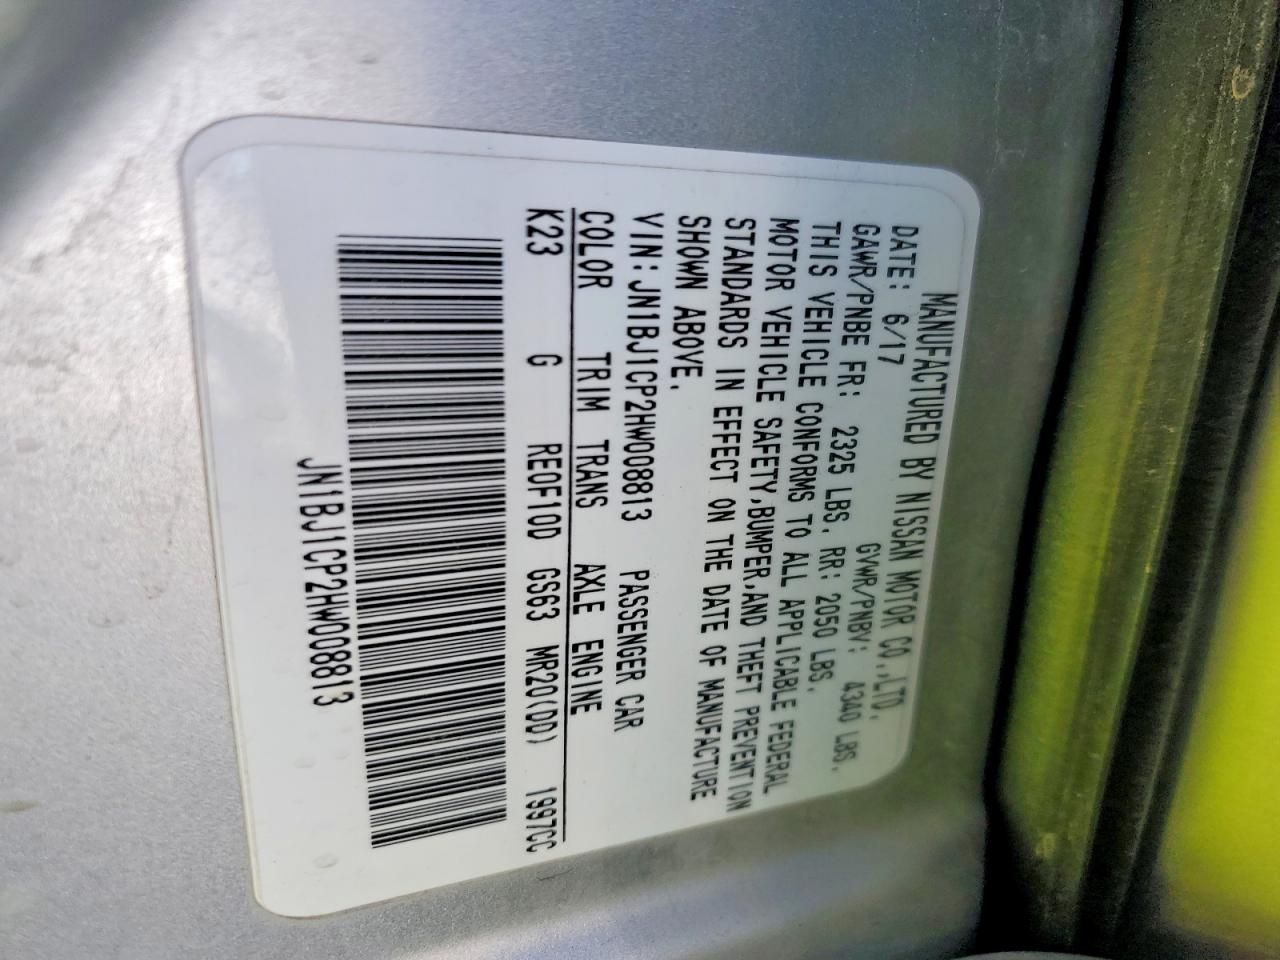 MANUFACTURED BY NISSAN MOTOR CO.,LTD.
DATE: 6/17 GVWR/PNBV: 4340 LBS.
GAWR/PNBE FR: 2325 LBS. RR: 2050 LBS.
THIS VEHICLE CONFORMS TO ALL APPLICABLE FEDERAL
MOTOR VEHICLE SAFETY,BUMPER,AND THEFT PREVENTION
STANDARDS IN EFFECT ON THE DATE OF MANUFACTURE
SHOWN ABOVE.
VIN: JN1BJ1CP2HW008813 PASSENGER CAR
COLOR TRIM TRANS AXLE ENGINE
K23 G RE0F10D GS63 MR20(DD) 1997CC
JN1BJ1CP2HW008813